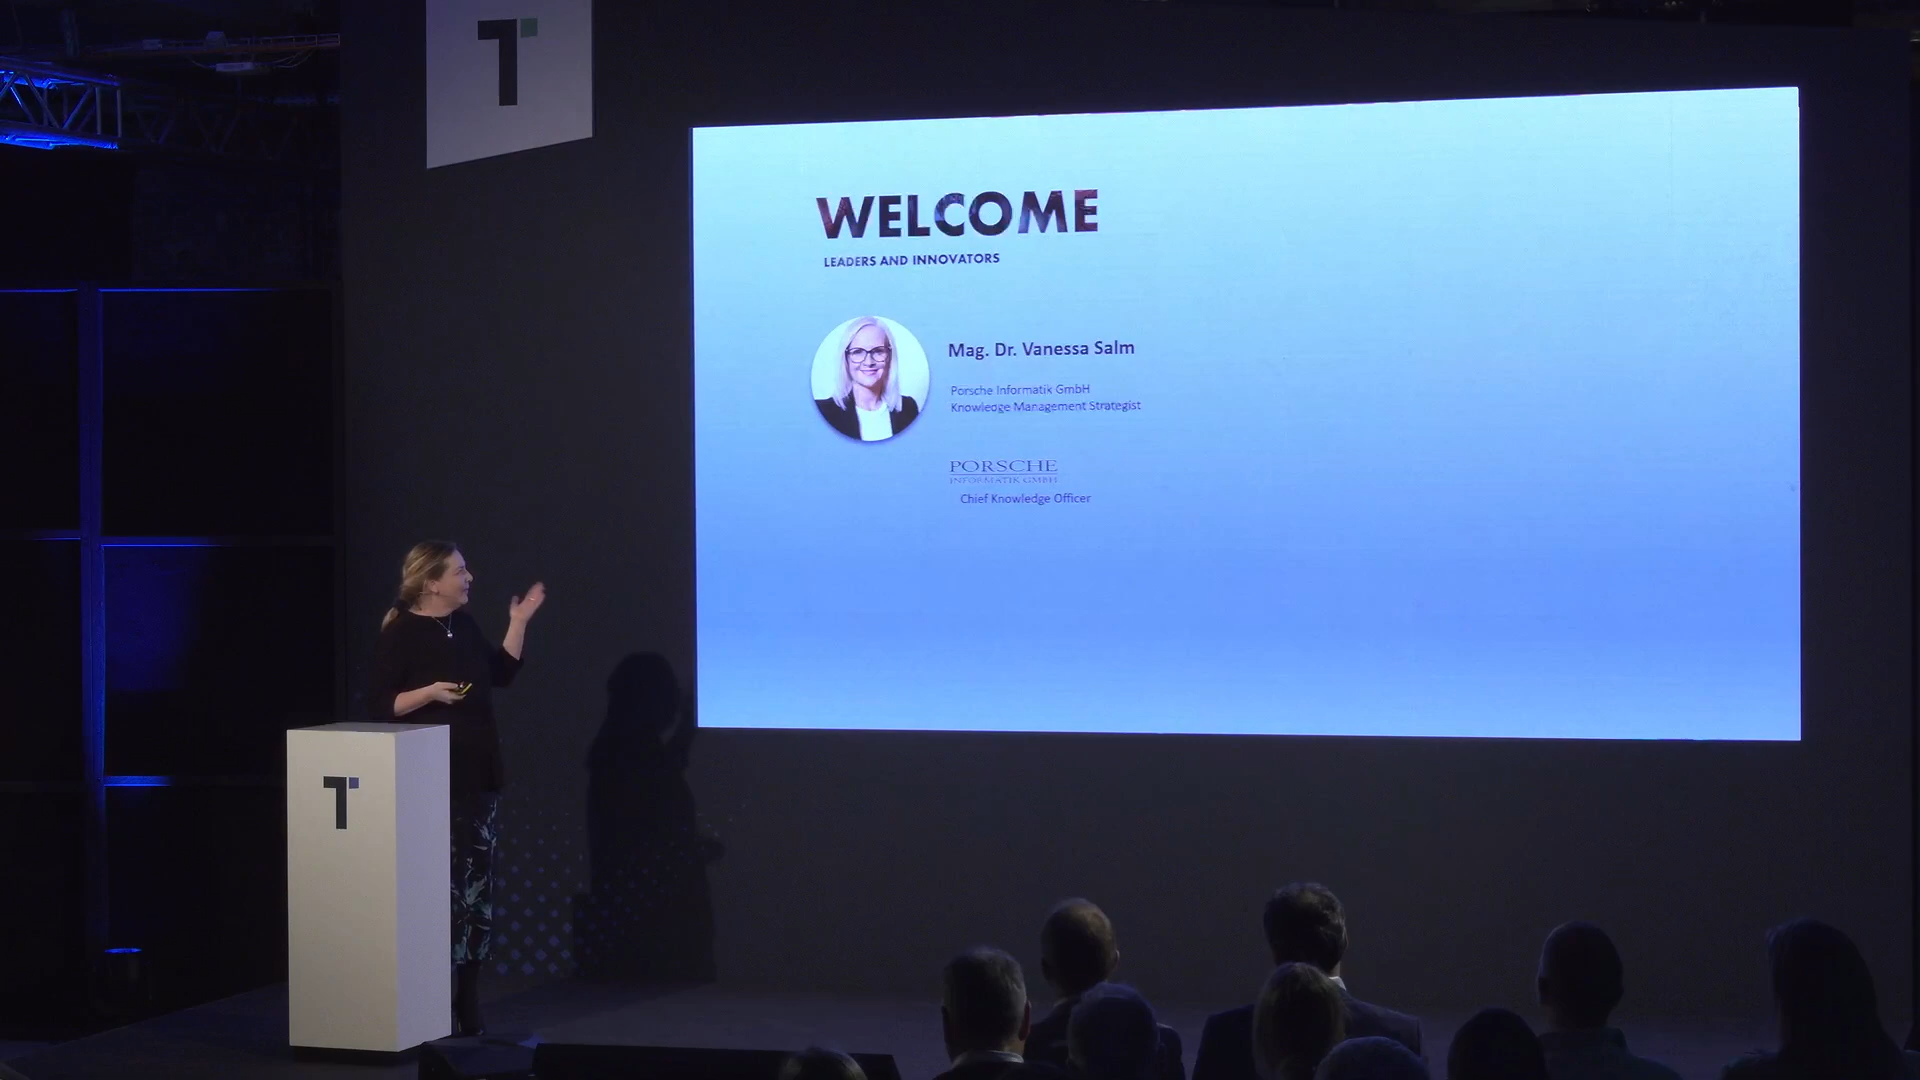 T
WELCOME
LEADERS AND INNOVATORS
Mag. Dr. Vanessa Salm
Porsche Informatik GmbH
Knowledge Management Strategist
PORSCHE
INFORMATIK GMBH
Chief Knowledge Officer
T